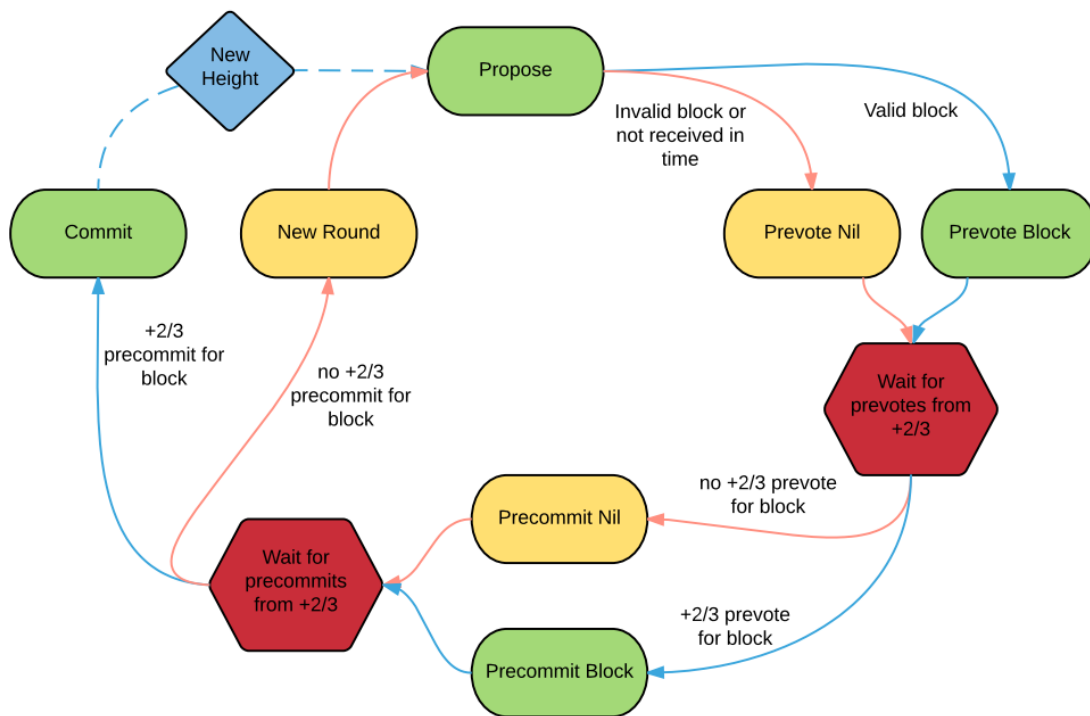 New
Height
Propose
Invalid block or
not received in
time
Valid block
Commit
New Round
Prevote Nil
Prevote Block
+2/3
precommit for
block
no +2/3
precommit for
block
Wait for
prevotes from
+2/3
no +2/3 prevote
for block
Precommit Nil
Wait for
precommits
from +2/3
+2/3 prevote
for block
Precommit Block